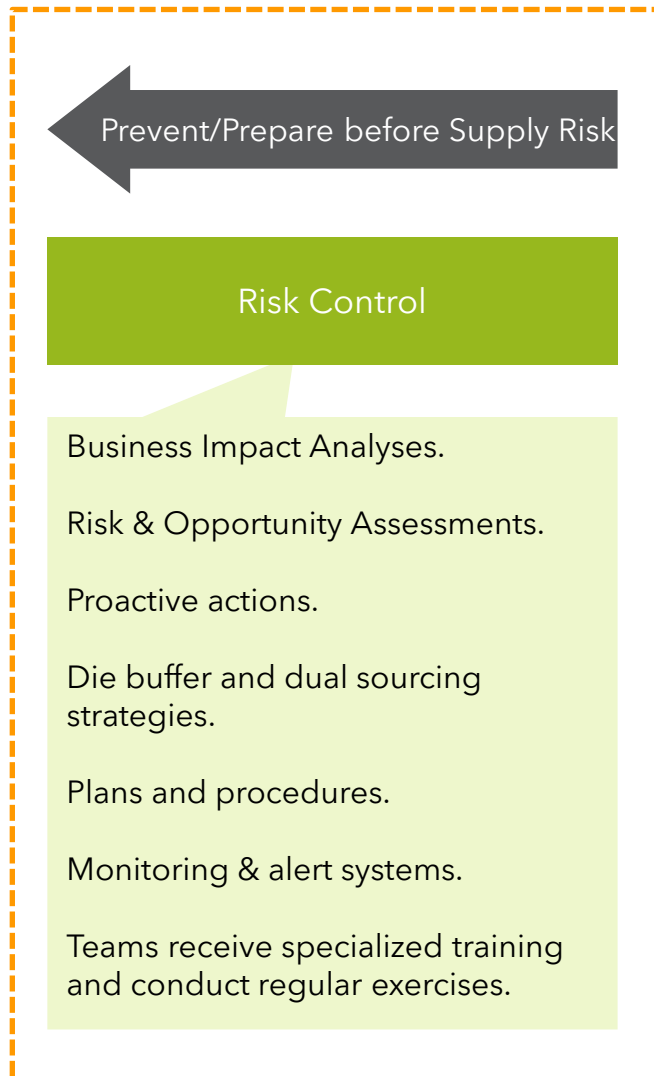 Prevent/Prepare before Supply Risk
Risk Control
Business Impact Analyses.
Risk & Opportunity Assessments.
Proactive actions.
Die buffer and dual sourcing
strategies.
Plans and procedures.
Monitoring & alert systems.
Teams receive specialized training
and conduct regular exercises.